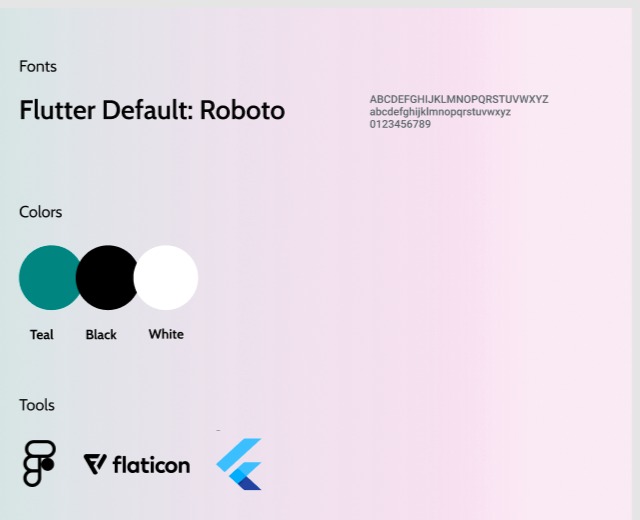 Fonts
Flutter Default: Roboto
ABCDEFGHIJKLMNOPQRSTUVWXYZ
abcdefghijklmnopqrstuvwxyz
0123456789
Colors
Teal
Black
White
Tools
flaticon